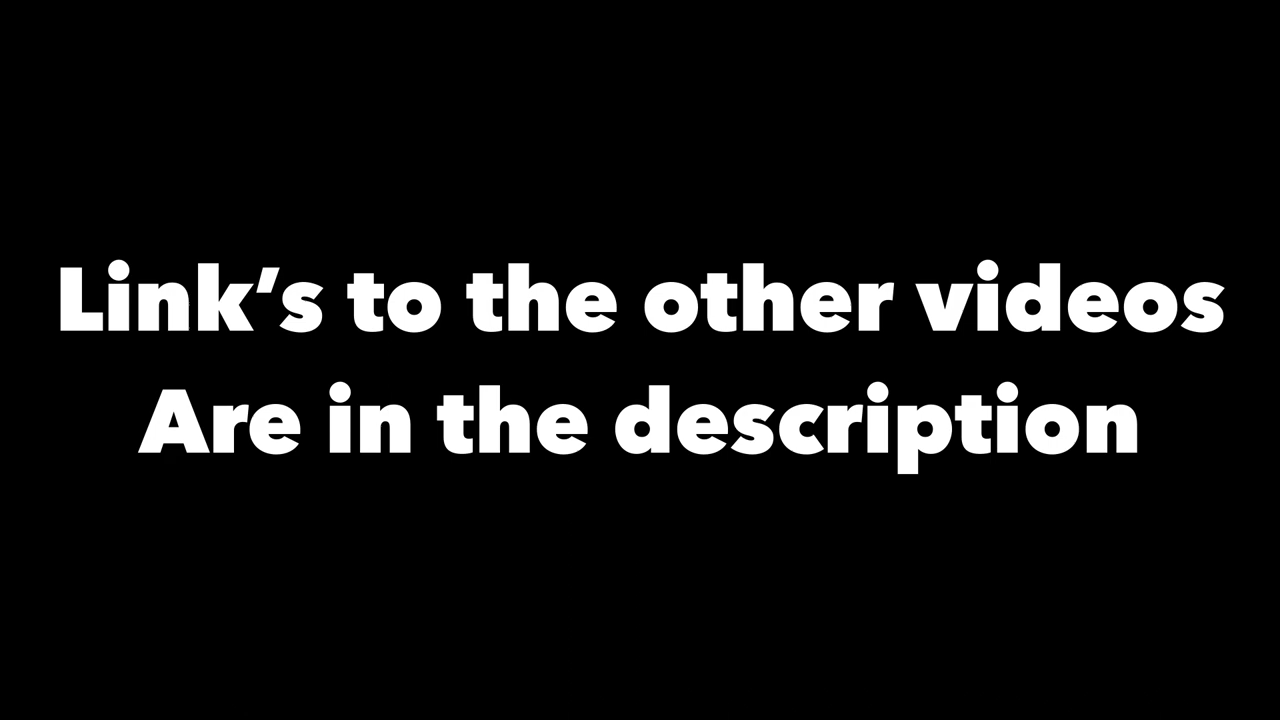 Link’s to the other videos
Are in the description